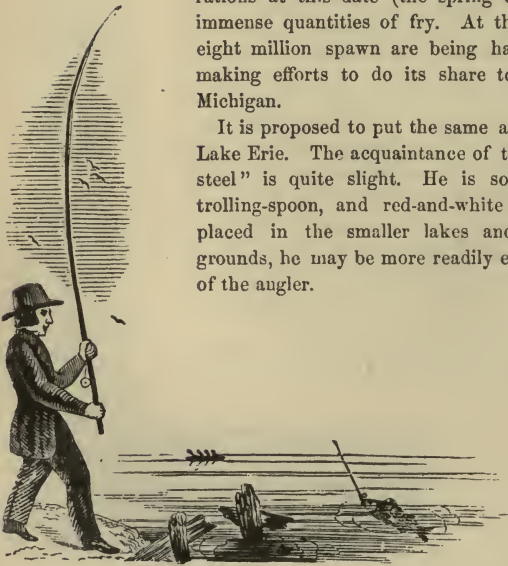 immense quantities of fry. At th
eight million spawn are being ha
making efforts to do its share to
Michigan.
It is proposed to put the same a
Lake Erie. The acquaintance of t
steel" is quite slight. He is so
trolling-spoon, and red-and-white
placed in the smaller lakes and
grounds, he may be more readily e
of the angler.